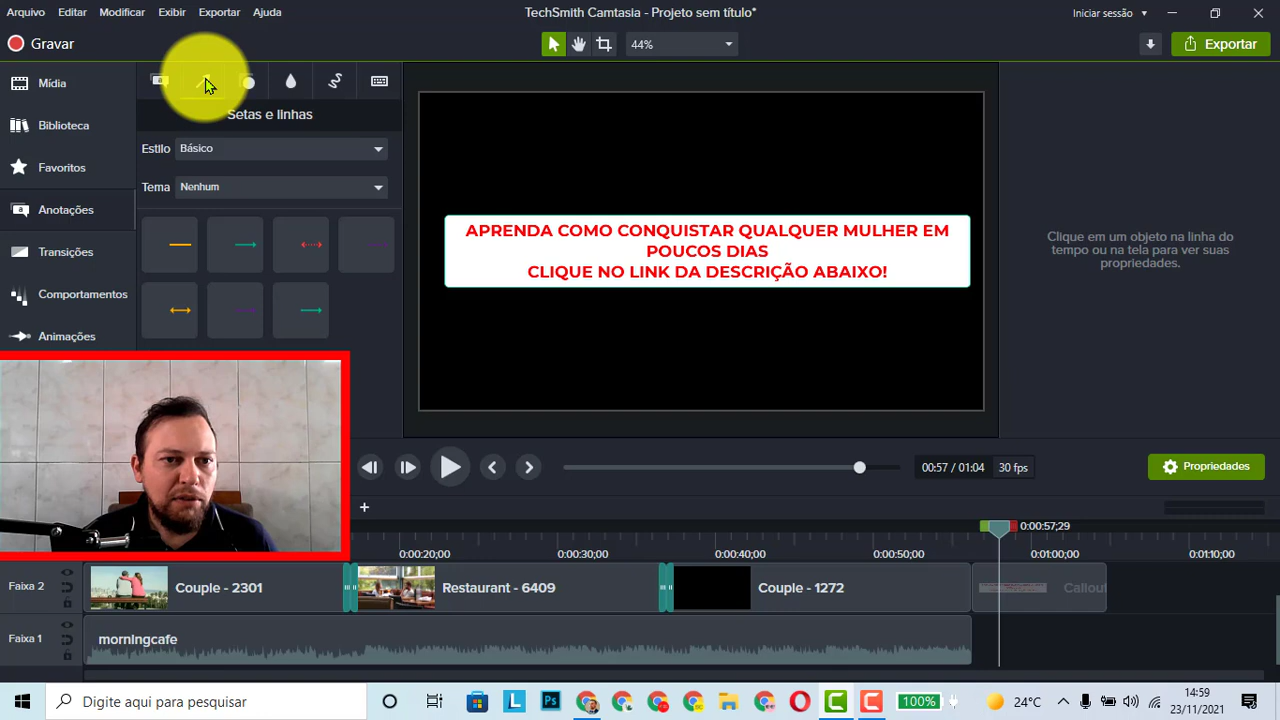 Arquivo Editar Modificar Exibir Exportar Ajuda
TechSmith Camtasia - Projeto sem título*
Iniciar sessão
Gravar
44%
Exportar
Mídia
Biblioteca
Favoritos
Anotações
Transições
Comportamentos
Animações
Setas e linhas
Estilo Básico
Tema Nenhum
APRENDA COMO CONQUISTAR QUALQUER MULHER EM
POUCOS DIAS
CLIQUE NO LINK DA DESCRIÇÃO ABAIXO!
Clique em um objeto na linha do
tempo ou na tela para ver suas
propriedades.
00:57 / 01:04 30 fps
Propriedades
0:00:57;29
0:00:20;00 0:00:30;00 0:00:40;00 0:00:50;00 0:01:00;00 0:01:10;00
Faixa 2 Couple - 2301 Restaurant - 6409 Couple - 1272
Faixa 1 morningcafe
Digite aqui para pesquisar
100%
24°C
4:59
23/11/2021